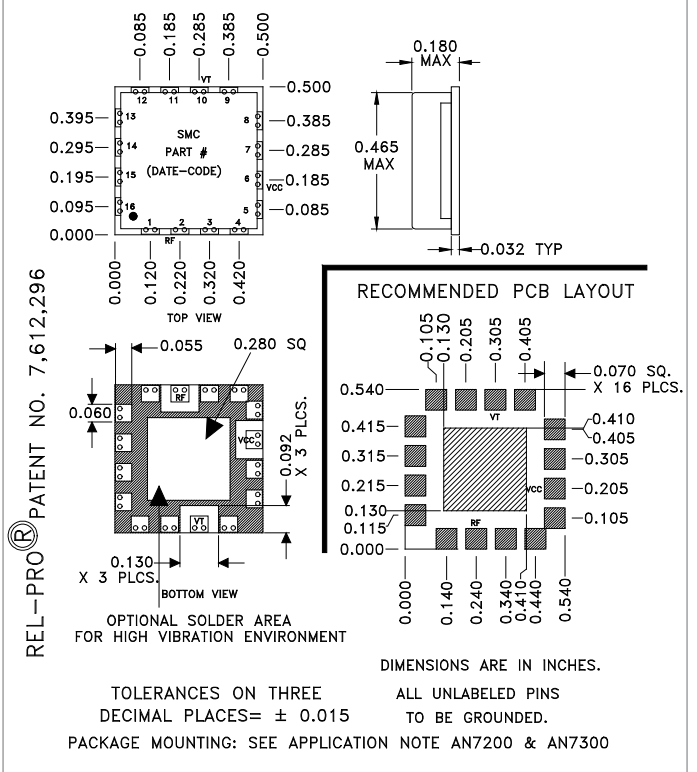 0.085
0.185
0.285
0.385
0.500
VT
12
11
10
9
0.500
0.395
13
8
0.385
SMC
PART #
(DATE-CODE)
0.295
14
7
0.285
0.195
15
6
VCC
0.185
0.095
16
5
0.085
0.000
1
2
3
4
RF
0.000
0.120
0.220
0.320
0.420
TOP VIEW
0.180
MAX
0.465
MAX
0.032 TYP
REL-PRO® PATENT NO. 7,612,296
0.055
0.280 SQ
0.060
RF
VCC
VT
0.092
X 3 PLCS.
0.130
X 3 PLCS.
BOTTOM VIEW
OPTIONAL SOLDER AREA
FOR HIGH VIBRATION ENVIRONMENT
RECOMMENDED PCB LAYOUT
0.105
0.130
0.205
0.305
0.405
0.070 SQ.
X 16 PLCS.
0.540
VT
0.415
0.410
0.405
0.315
0.305
0.215
VCC
0.205
0.130
0.115
0.105
RF
0.000
0.000
0.140
0.240
0.340
0.410
0.440
0.540
DIMENSIONS ARE IN INCHES.
TOLERANCES ON THREE
DECIMAL PLACES= ± 0.015
ALL UNLABELED PINS
TO BE GROUNDED.
PACKAGE MOUNTING: SEE APPLICATION NOTE AN7200 & AN7300